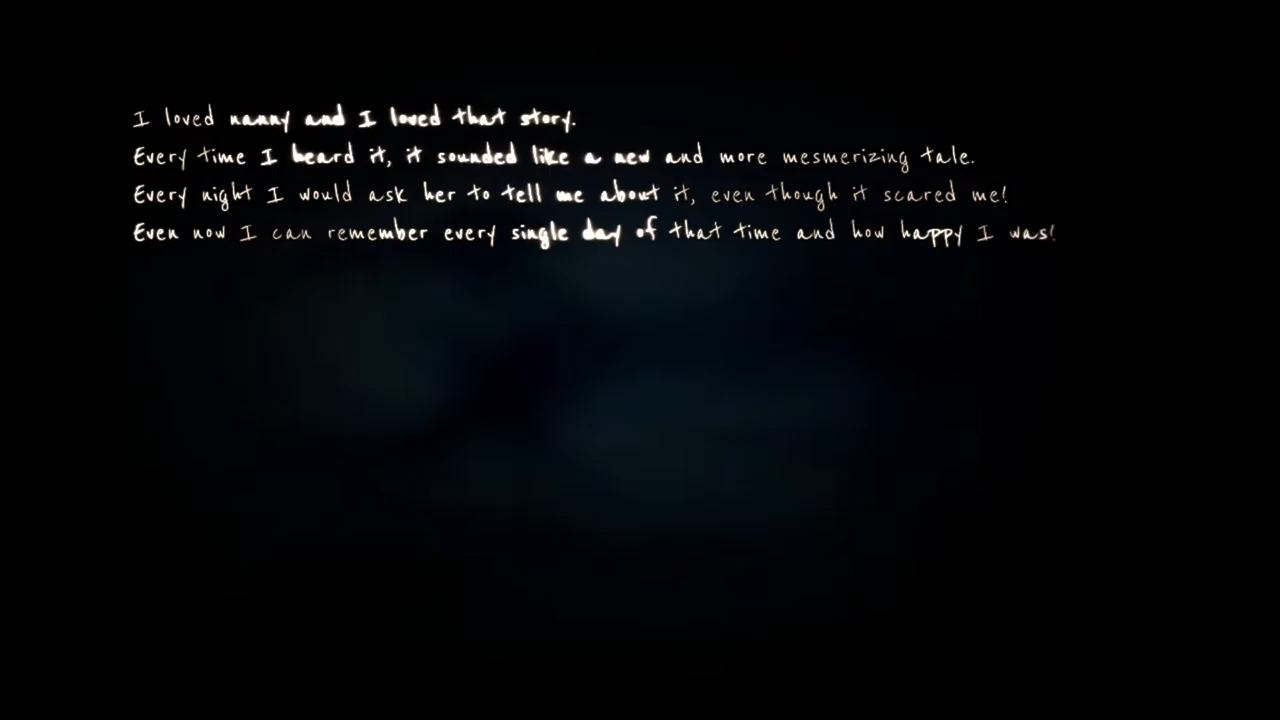 I loved nanny and I loved that story.
Every time I heard it, it sounded like a new and more mesmerizing tale.
Every night I would ask her to tell me about it, even though it scared me!
Even now I can remember every single day of that time and how happy I was!